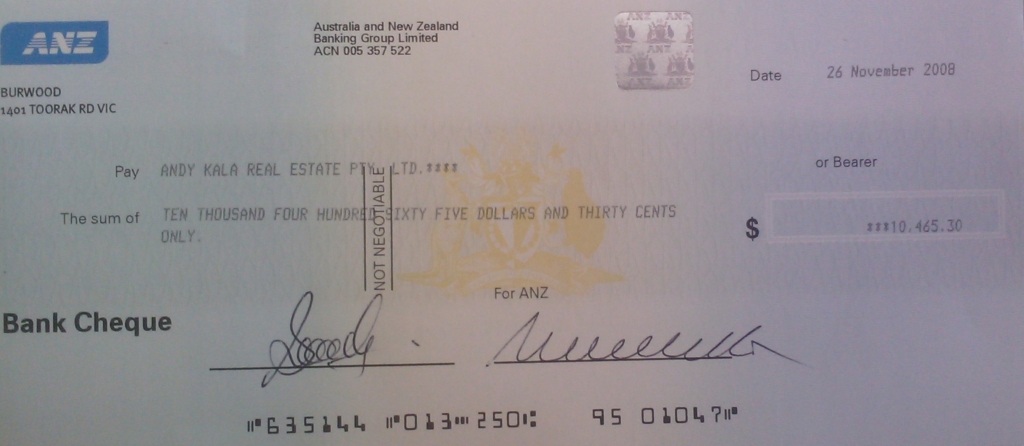 ANZ
Australia and New Zealand
Banking Group Limited
ACN 005 357 522
ANZ
Date 26 November 2008
BURWOOD
1401 TOORAK RD VIC
Pay ANDY KALA REAL ESTATE PTY. LTD.****
or Bearer
The sum of TEN THOUSAND FOUR HUNDRED SIXTY FIVE DOLLARS AND THIRTY CENTS
ONLY.
$ ***10,465.30
NOT NEGOTIABLE
For ANZ
Bank Cheque
⑈635144 ⑈013⑉250⑆ 95 01047⑈